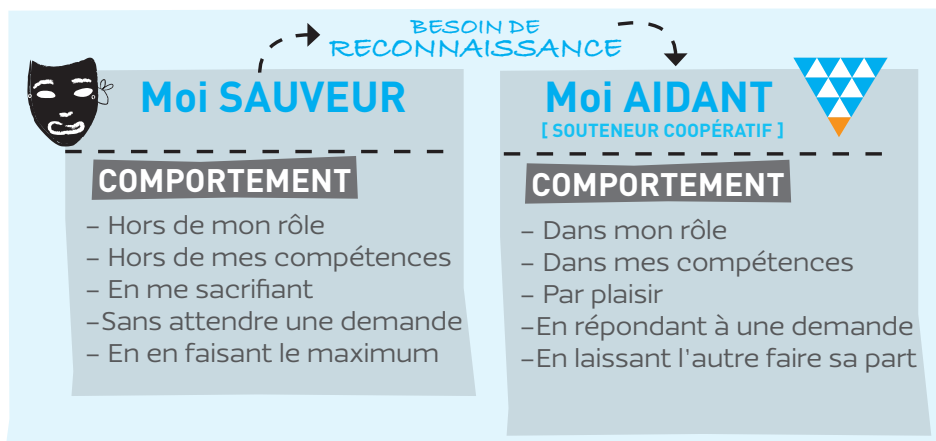 BESOIN DE
RECONNAISSANCE
Moi SAUVEUR
COMPORTEMENT
– Hors de mon rôle
– Hors de mes compétences
– En me sacrifiant
–Sans attendre une demande
– En en faisant le maximum
Moi AIDANT
[ SOUTENEUR COOPÉRATIF ]
COMPORTEMENT
– Dans mon rôle
– Dans mes compétences
– Par plaisir
–En répondant à une demande
–En laissant l'autre faire sa part